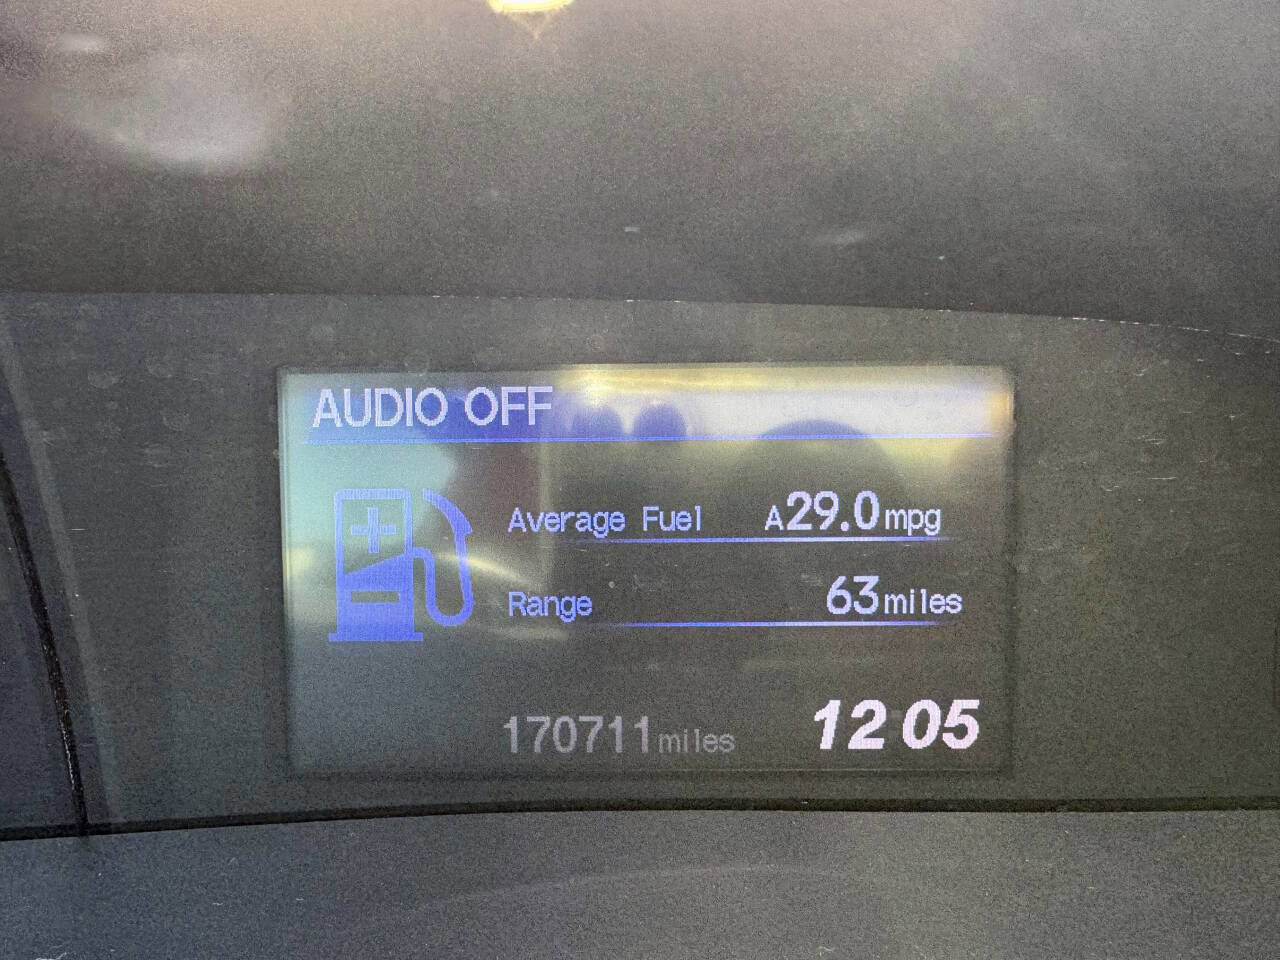 AUDIO OFF
Average Fuel A29.0mpg
Range 63miles
170711miles 12 05